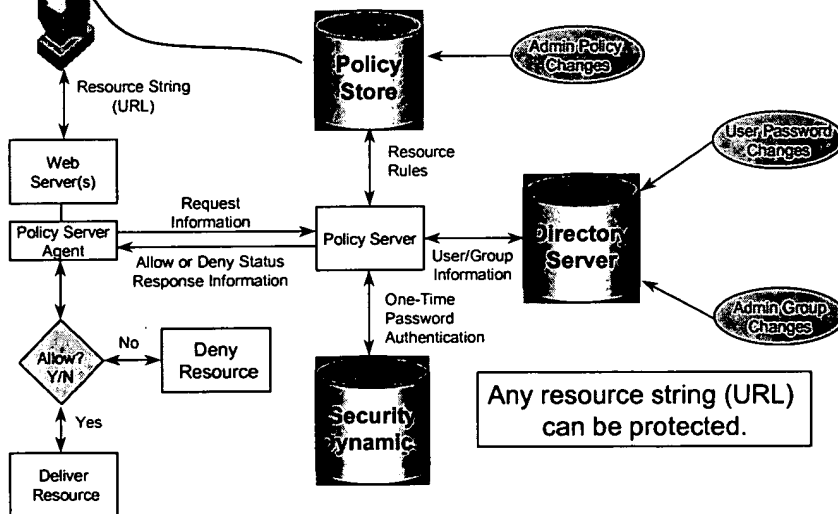 Policy
Store
Admin Policy
Changes
Resource String
(URL)
User Password
Changes
Web
Server(s)
Resource
Rules
Request
Information
Policy Server
Agent
Policy Server
Directory
Server
Allow or Deny Status
Response Information
User/Group
Information
One-Time
Password
Authentication
Admin Group
Changes
Allow?
Y/N
No
Deny
Resource
Yes
Security
Dynamic
Any resource string (URL)
can be protected.
Deliver
Resource